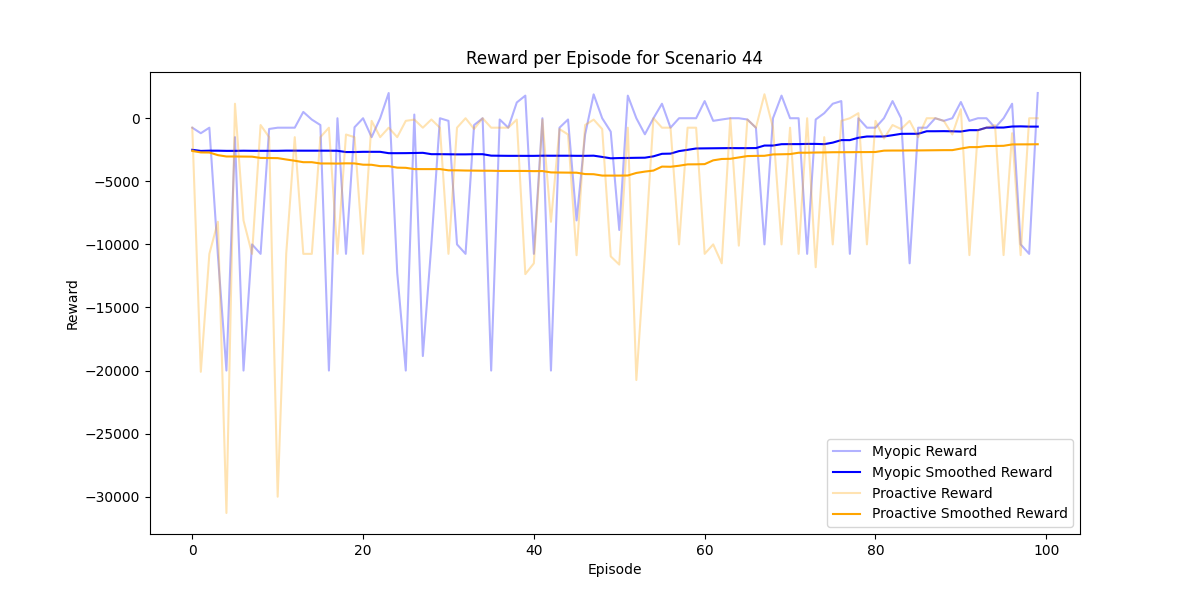 Reward per Episode for Scenario 44
Reward
0
−5000
−10000
−15000
−20000
−25000
−30000
0 20 40 60 80 100
Episode
Myopic Reward
Myopic Smoothed Reward
Proactive Reward
Proactive Smoothed Reward